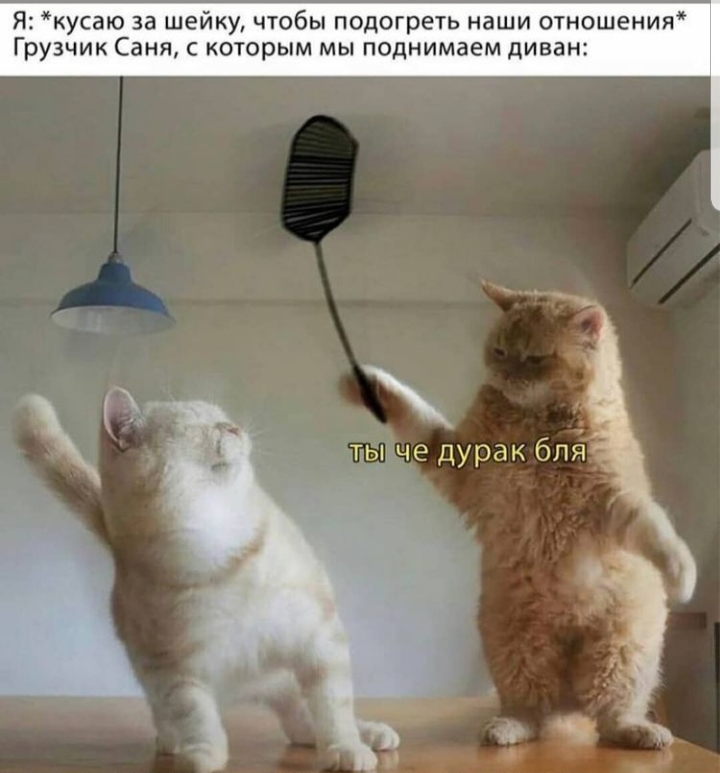 Я: *кусаю за шейку, чтобы подогреть наши отношения*
Грузчик Саня, с которым мы поднимаем диван:
ты че дурак бля